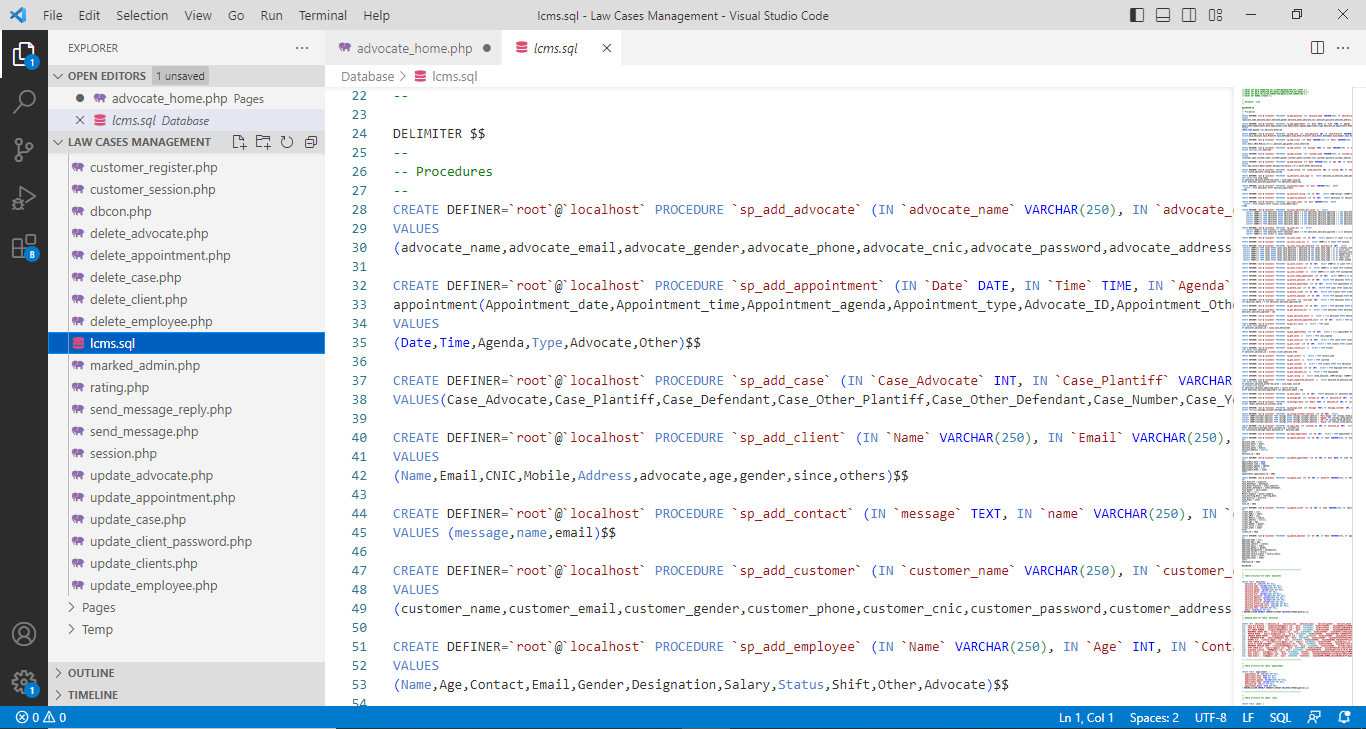 File Edit Selection View Go Run Terminal Help
lcms.sql - Law Cases Management - Visual Studio Code
EXPLORER
OPEN EDITORS 1 unsaved
advocate_home.php Pages
lcms.sql Database
LAW CASES MANAGEMENT
customer_register.php
customer_session.php
dbcon.php
delete_advocate.php
delete_appointment.php
delete_case.php
delete_client.php
delete_employee.php
lcms.sql
marked_admin.php
rating.php
send_message_reply.php
send_message.php
session.php
update_advocate.php
update_appointment.php
update_case.php
update_client_password.php
update_clients.php
update_employee.php
Pages
Temp
OUTLINE
TIMELINE
1
8
1
advocate_home.php
lcms.sql
Database > lcms.sql
22 --
23
24 DELIMITER $$
25 --
26 -- Procedures
27 --
28 CREATE DEFINER=`root`@`localhost` PROCEDURE `sp_add_advocate` (IN `advocate_name` VARCHAR(250), IN `advocate_
29 VALUES
30 (advocate_name,advocate_email,advocate_gender,advocate_phone,advocate_cnic,advocate_password,advocate_address
31
32 CREATE DEFINER=`root`@`localhost` PROCEDURE `sp_add_appointment` (IN `Date` DATE, IN `Time` TIME, IN `Agenda`
33 appointment(Appointment_date,Appointment_time,Appointment_agenda,Appointment_type,Advocate_ID,Appointment_Oth
34 VALUES
35 (Date,Time,Agenda,Type,Advocate,Other)$$
36
37 CREATE DEFINER=`root`@`localhost` PROCEDURE `sp_add_case` (IN `Case_Advocate` INT, IN `Case_Plantiff` VARCHAR
38 VALUES(Case_Advocate,Case_Plantiff,Case_Defendant,Case_Other_Plantiff,Case_Other_Defendant,Case_Number,Case_Y
39
40 CREATE DEFINER=`root`@`localhost` PROCEDURE `sp_add_client` (IN `Name` VARCHAR(250), IN `Email` VARCHAR(250),
41 VALUES
42 (Name,Email,CNIC,Mobile,Address,advocate,age,gender,since,others)$$
43
44 CREATE DEFINER=`root`@`localhost` PROCEDURE `sp_add_contact` (IN `message` TEXT, IN `name` VARCHAR(250), IN `
45 VALUES (message,name,email)$$
46
47 CREATE DEFINER=`root`@`localhost` PROCEDURE `sp_add_customer` (IN `customer_name` VARCHAR(250), IN `customer_
48 VALUES
49 (customer_name,customer_email,customer_gender,customer_phone,customer_cnic,customer_password,customer_address
50
51 CREATE DEFINER=`root`@`localhost` PROCEDURE `sp_add_employee` (IN `Name` VARCHAR(250), IN `Age` INT, IN `Cont
52 VALUES
53 (Name,Age,Contact,Email,Gender,Designation,Salary,Status,Shift,Other,Advocate)$$
54
0 0
Ln 1, Col 1 Spaces: 2 UTF-8 LF SQL